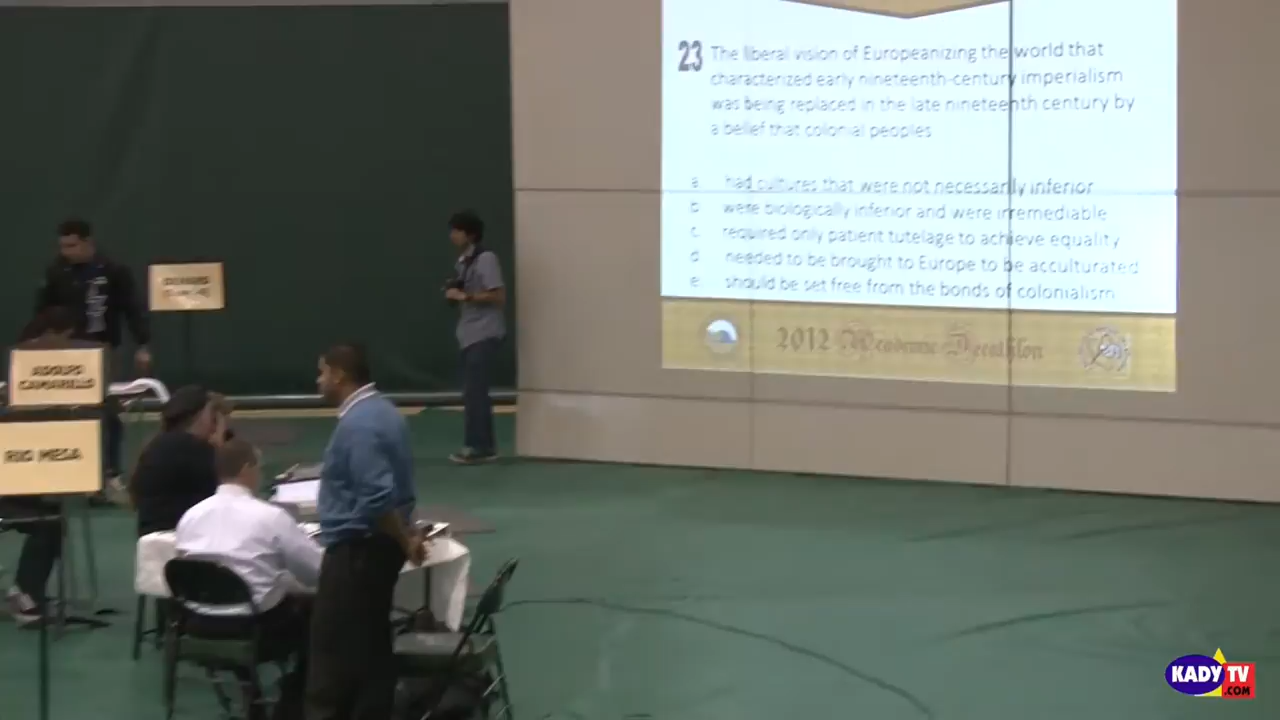 23 The liberal vision of Europeanizing the world that
characterized early nineteenth-century imperialism
was being replaced in the late nineteenth century by
a belief that colonial peoples
a had cultures that were not necessarily inferior
b were biologically inferior and were irremediable
c required only patient tutelage to achieve equality
d needed to be brought to Europe to be acculturated
e should be set free from the bonds of colonialism
2012 Academic Decathlon
ADOLFO
CAMARILLO
RIO MESA
KADY TV
.COM